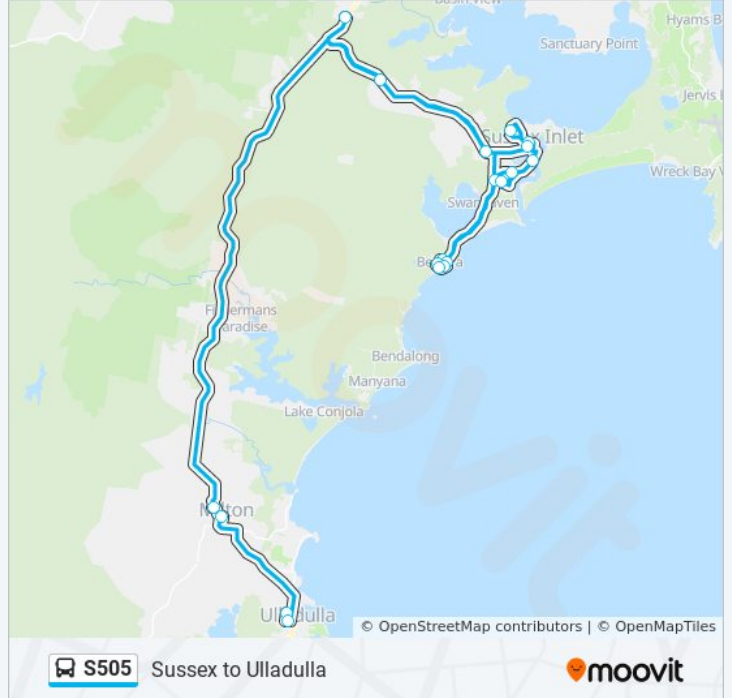 Basin View
Hyams B
Sanctuary Point
Jervis
Sussex Inlet
Wreck Bay V
Swanhaven
Berrara
Fishermans
Paradise
Bendalong
Manyana
Lake Conjola
Milton
Ulladulla
© OpenStreetMap contributors | © OpenMapTiles
S505 Sussex to Ulladulla
moovit